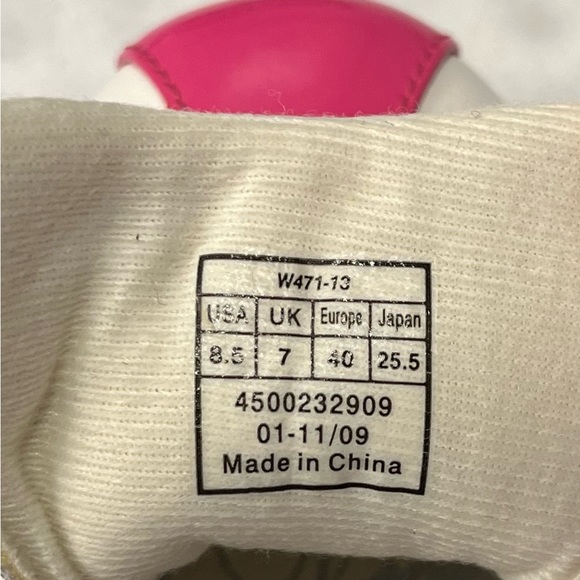 W471-13
USA UK Europe Japan
8.5 7 40 25.5
4500232909
01-11/09
Made in China